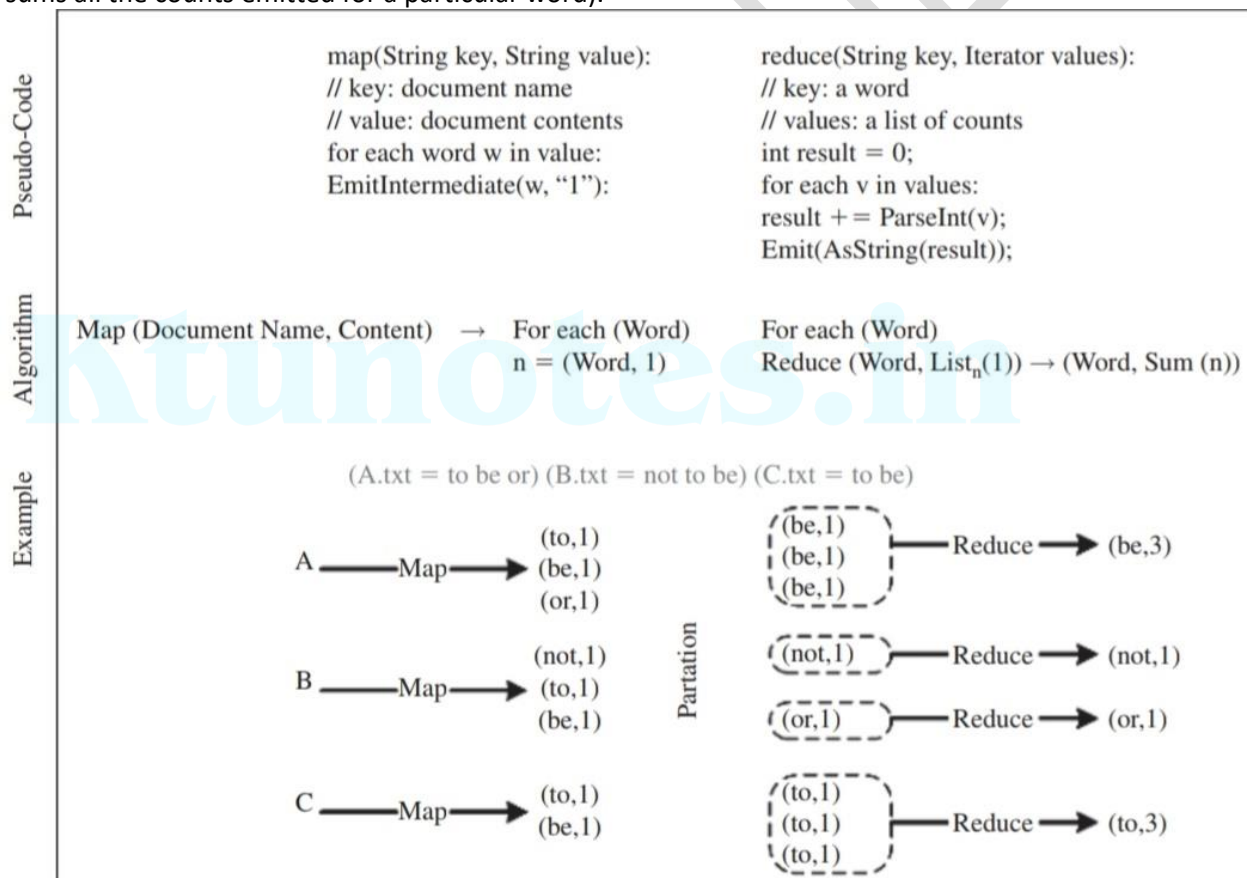 sums all the counts emitted for a particular word).
Pseudo-Code
map(String key, String value):
// key: document name
// value: document contents
for each word w in value:
EmitIntermediate(w, “1”):
reduce(String key, Iterator values):
// key: a word
// values: a list of counts
int result = 0;
for each v in values:
result += ParseInt(v);
Emit(AsString(result));
Algorithm
Map (Document Name, Content) → For each (Word)
n = (Word, 1)
For each (Word)
Reduce (Word, Listn(1)) → (Word, Sum (n))
Ktunotes.in
Example
(A.txt = to be or) (B.txt = not to be) (C.txt = to be)
A Map
(to,1)
(be,1)
(or,1)
B Map
(not,1)
(to,1)
(be,1)
C Map
(to,1)
(be,1)
Partation
(be,1)
(be,1)
(be,1)
Reduce (be,3)
(not,1) Reduce (not,1)
(or,1) Reduce (or,1)
(to,1)
(to,1)
(to,1)
Reduce (to,3)